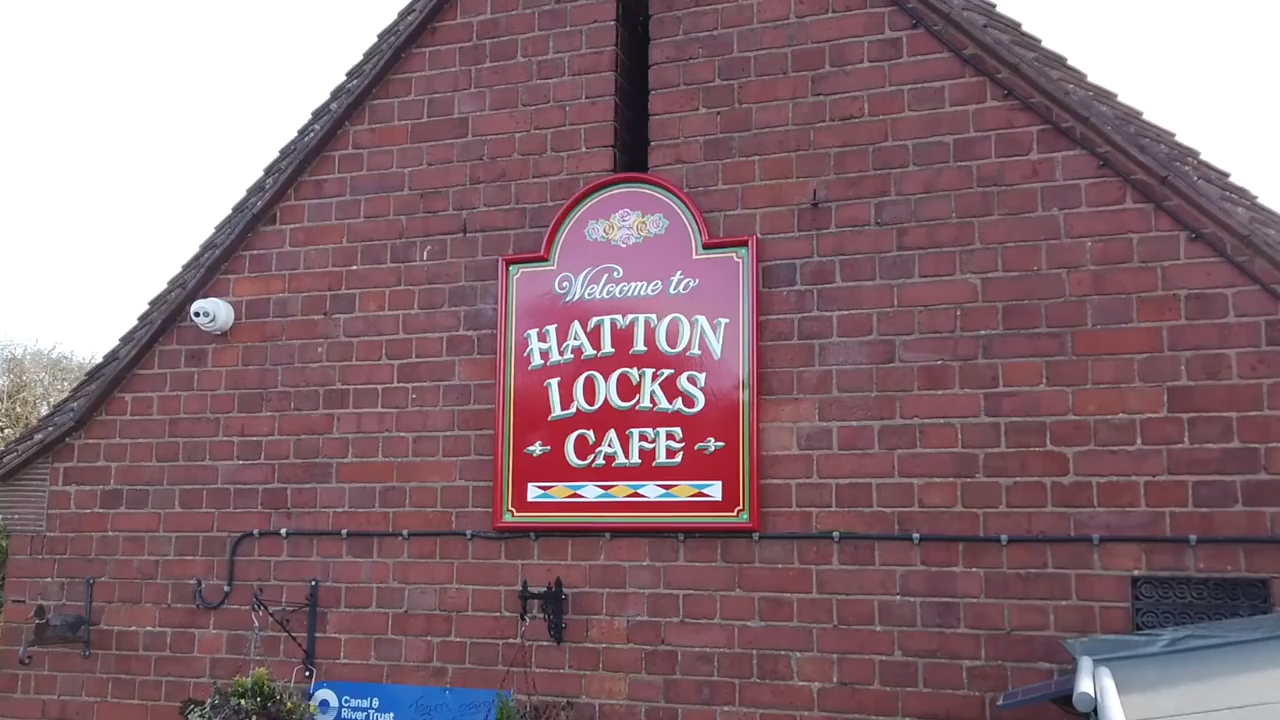 Welcome to
HATTON
LOCKS
CAFE
Canal &
River Trust